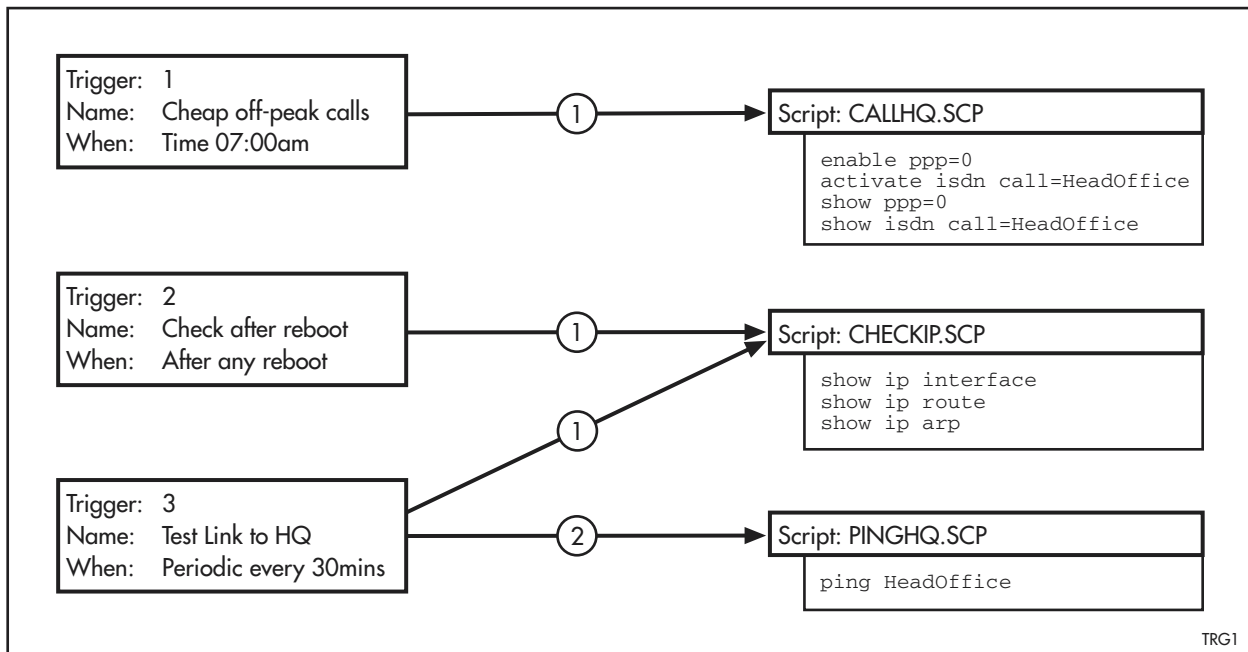 Trigger: 1
Name: Cheap off-peak calls
When: Time 07:00am
1
Script: CALLHQ.SCP
enable ppp=0
activate isdn call=HeadOffice
show ppp=0
show isdn call=HeadOffice
Trigger: 2
Name: Check after reboot
When: After any reboot
1
Script: CHECKIP.SCP
show ip interface
show ip route
show ip arp
1
Trigger: 3
Name: Test Link to HQ
When: Periodic every 30mins
2
Script: PINGHQ.SCP
ping HeadOffice
TRG1